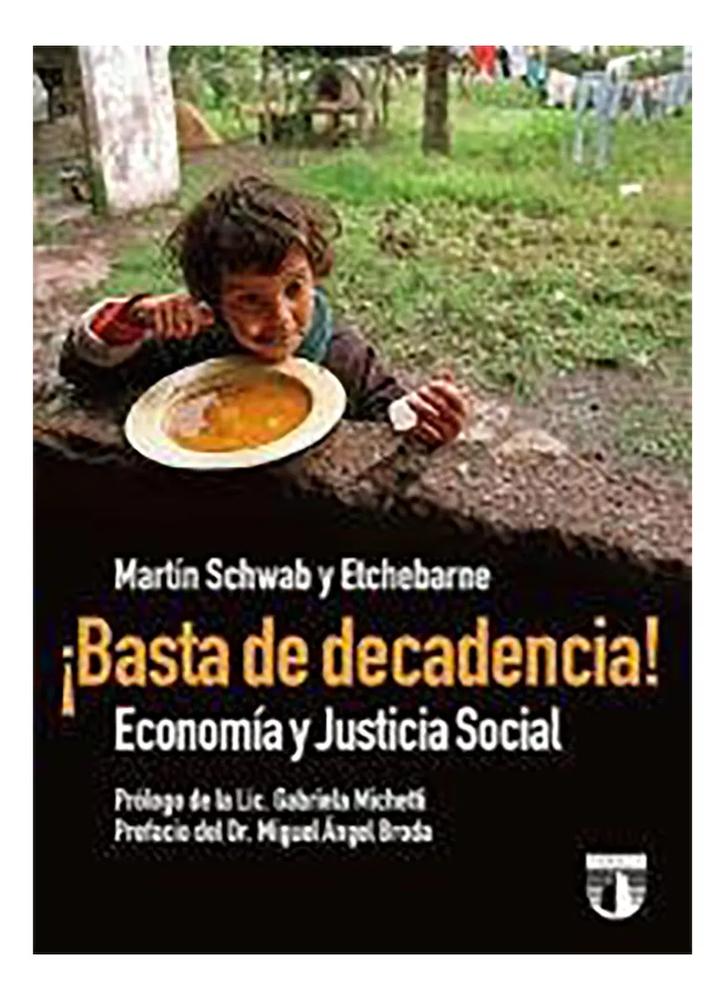 Martín Schwab y Etchebarne
¡Basta de decadencia!
Economía y Justicia Social
Prólogo de la Lic. Gabriela Michetti
Prefacio del Dr. Miguel Ángel Broda